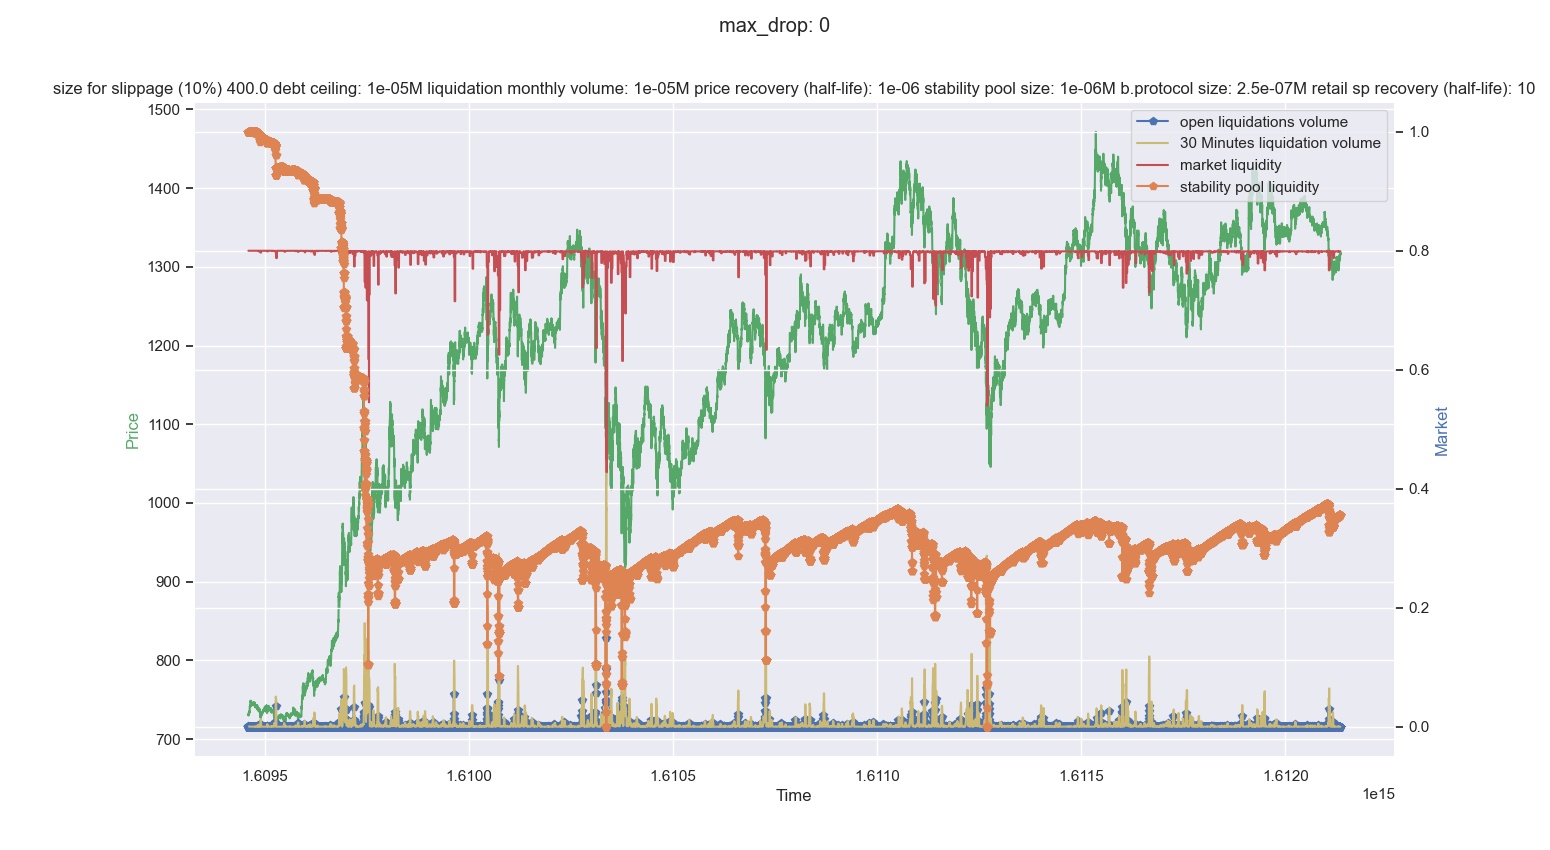 max_drop: 0
size for slippage (10%) 400.0 debt ceiling: 1e-05M liquidation monthly volume: 1e-05M price recovery (half-life): 1e-06 stability pool size: 1e-06M b.protocol size: 2.5e-07M retail sp recovery (half-life): 10
1500
1400
1300
1200
1100
1000
900
800
700
Price
open liquidations volume
30 Minutes liquidation volume
market liquidity
stability pool liquidity
1.0
0.8
0.6
0.4
0.2
0.0
Market
1.6095 1.6100 1.6105 1.6110 1.6115 1.6120
Time
1e15